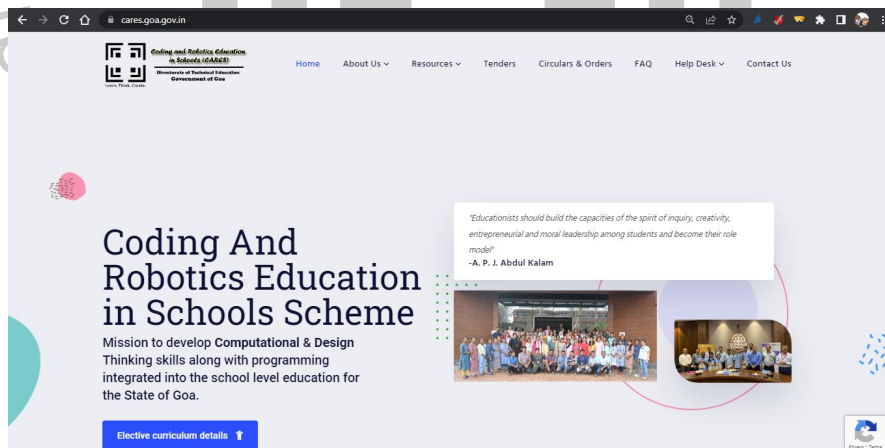 cares.goa.gov.in
Coding and Robotics Education
in Schools (CARES)
Directorate of Technical Education
Government of Goa
Learn. Think. Create.
Home About Us Resources Tenders Circulars & Orders FAQ Help Desk Contact Us
"Educationists should build the capacities of the spirit of inquiry, creativity,
entrepreneurial and moral leadership among students and become their role
model"
-A. P. J. Abdul Kalam
Coding And
Robotics Education
in Schools Scheme
Mission to develop Computational & Design
Thinking skills along with programming
integrated into the school level education for
the State of Goa.
Elective curriculum details
Privacy - Terms